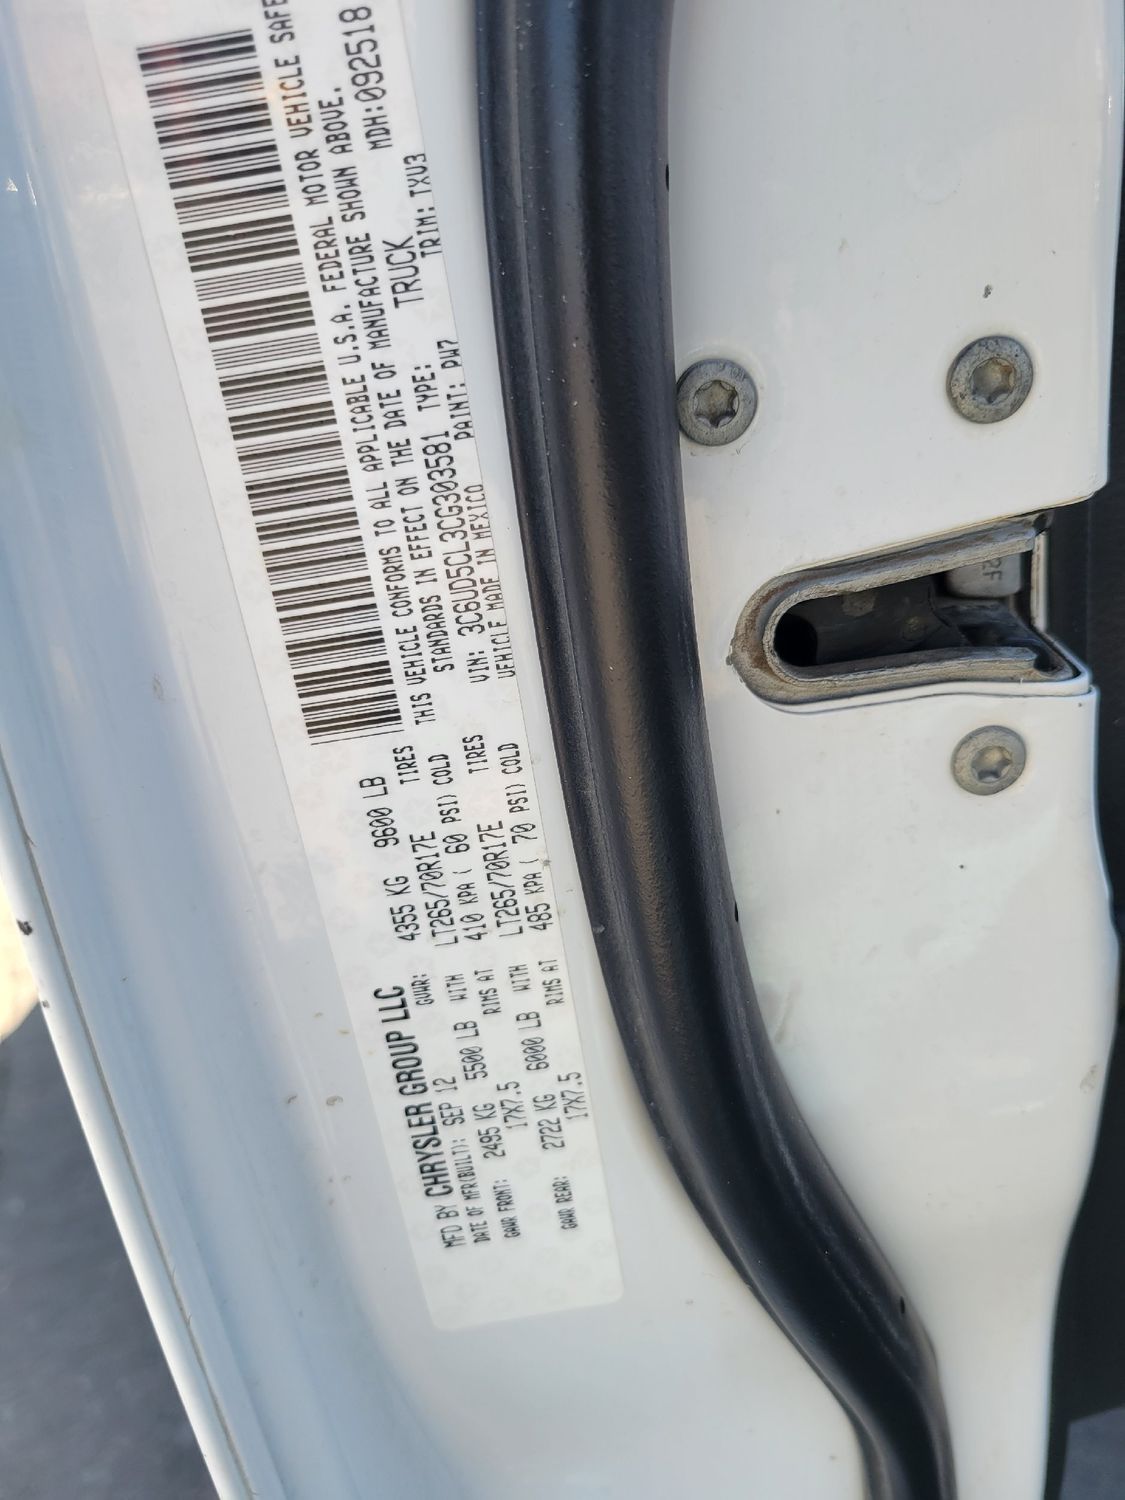 MFD BY CHRYSLER GROUP LLC
DATE OF MFR(BUILT): SEP 12 GVWR: 4355 KG 9600 LB
GAWR FRONT: 2495 KG 5500 LB WITH LT265/70R17E TIRES
17X7.5 RIMS AT 410 KPA ( 60 PSI) COLD
GAWR REAR: 2722 KG 6000 LB WITH LT265/70R17E TIRES
17X7.5 RIMS AT 485 KPA ( 70 PSI) COLD
THIS VEHICLE CONFORMS TO ALL APPLICABLE U.S.A. FEDERAL MOTOR VEHICLE SAFE
STANDARDS IN EFFECT ON THE DATE OF MANUFACTURE SHOWN ABOVE.
MDH:092518
VIN: 3C6UD5CL3CG303581 TYPE: TRUCK
VEHICLE MADE IN MEXICO PAINT: PW7 TRIM: TXU3
2F